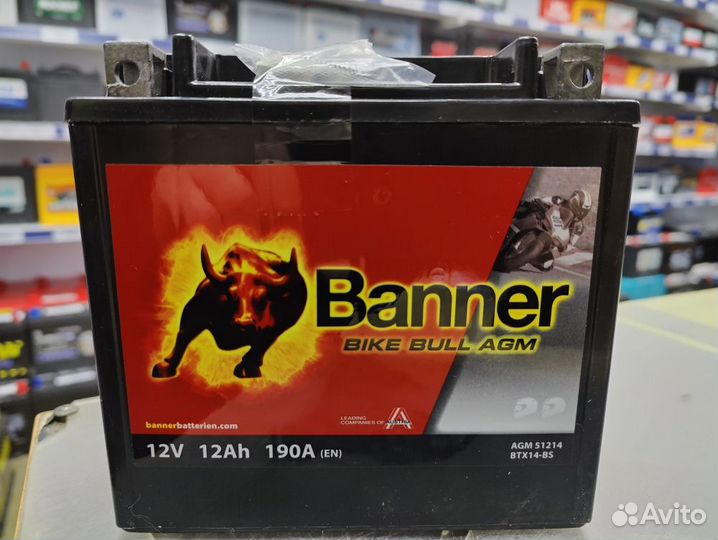 Banner
BIKE BULL AGM
bannerbatterien.com
LEADING
COMPANIES OF
12V 12Ah 190A (EN)
AGM 51214
BTX14-BS
Avito